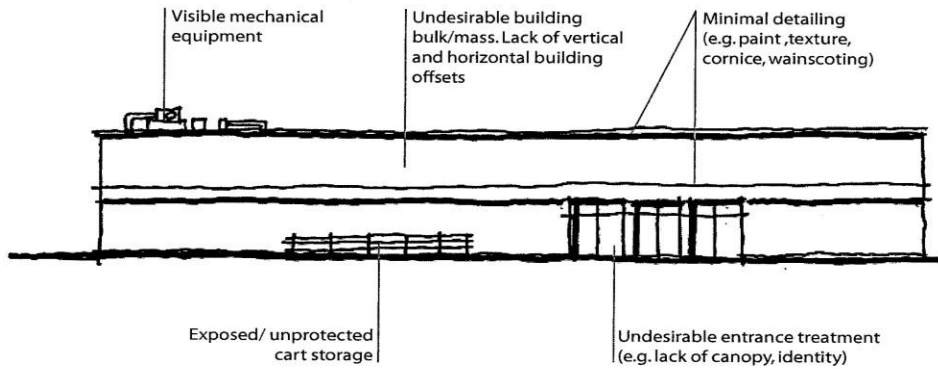 Visible mechanical
equipment
Undesirable building
bulk/mass. Lack of vertical
and horizontal building
offsets
Minimal detailing
(e.g. paint ,texture,
cornice, wainscoting)
Exposed/ unprotected
cart storage
Undesirable entrance treatment
(e.g. lack of canopy, identity)